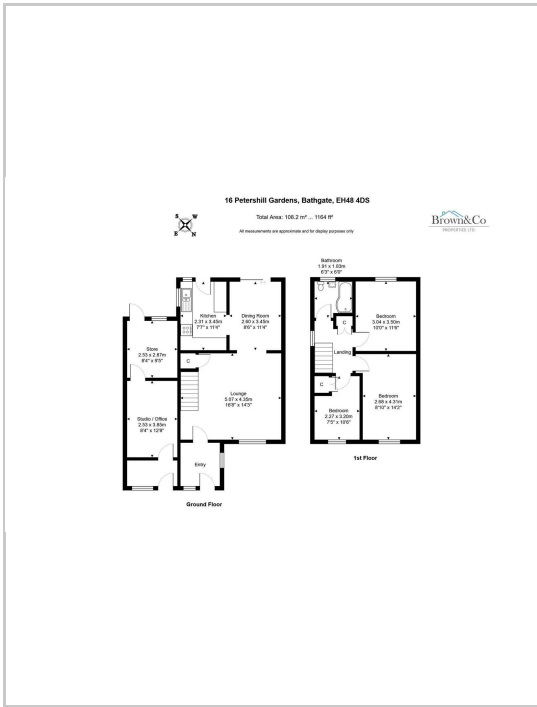 16 Petershill Gardens, Bathgate, EH48 4DS
Total Area: 108.2 m² ... 1164 ft²
All measurements are approximate and for display purposes only
S W
E N
Brown&Co
PROPERTIES LTD
Kitchen
2.31 x 3.45m
7'7" x 11'4"
Dining Room
2.60 x 3.45m
8'6" x 11'4"
Store
2.53 x 2.87m
8'4" x 9'5"
C
Lounge
5.07 x 4.35m
16'8" x 14'3"
Studio / Office
2.53 x 3.85m
8'4" x 12'8"
Entry
Ground Floor
Bathroom
1.91 x 1.83m
6'3" x 6'0"
Bedroom
3.04 x 3.50m
10'0" x 11'6"
C
Landing
C
Bedroom
2.68 x 4.31m
8'10" x 14'2"
Bedroom
2.27 x 3.20m
7'5" x 10'6"
1st Floor